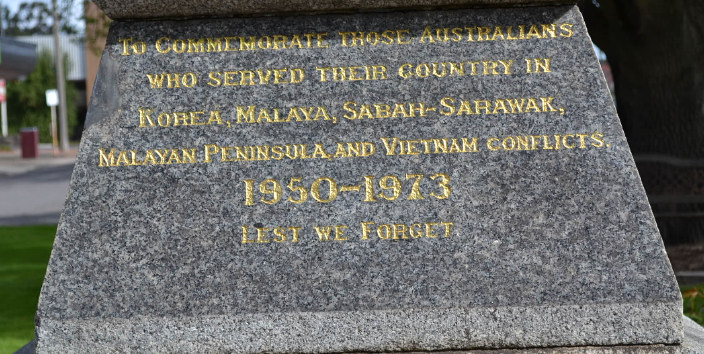 To Commemorate those Australians
who served their country in
Korea, Malaya, Sabah-Sarawak,
Malayan Peninsula, and Vietnam conflicts.
1950-1973
Lest we Forget